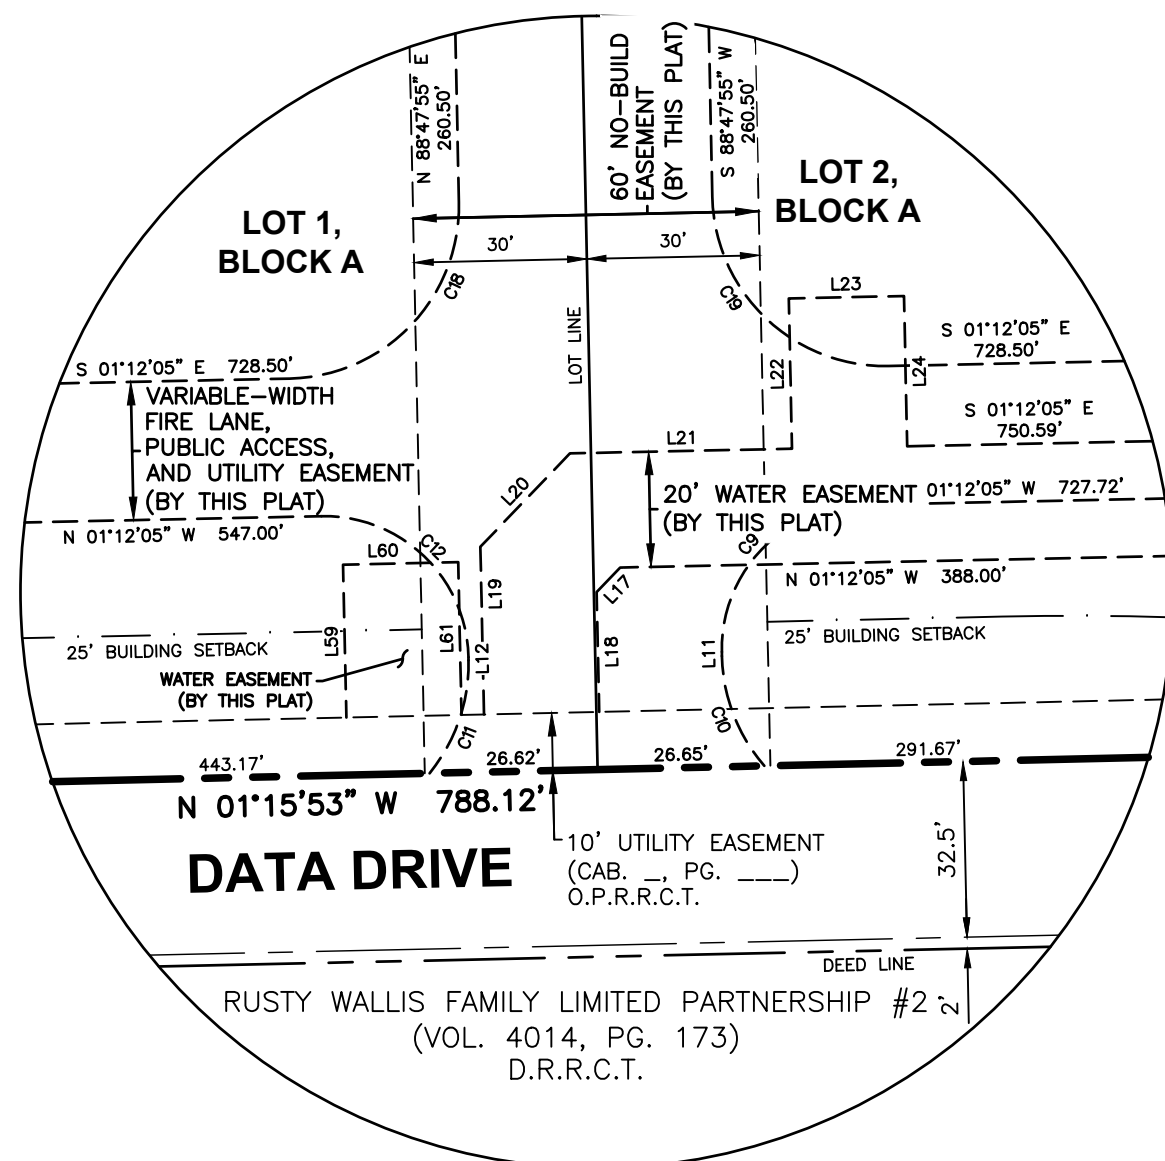 N 88°47'55" E
260.50'
60' NO-BUILD
EASEMENT
(BY THIS PLAT)
S 88°47'55" W
260.50'
LOT 1,
BLOCK A
LOT 2,
BLOCK A
30'
30'
C18
C19
L23
LOT LINE
S 01°12'05" E 728.50'
S 01°12'05" E
728.50'
L22
L24
VARIABLE-WIDTH
FIRE LANE,
PUBLIC ACCESS,
AND UTILITY EASEMENT
(BY THIS PLAT)
S 01°12'05" E
750.59'
L21
L20
20' WATER EASEMENT
(BY THIS PLAT)
01°12'05" W 727.72'
N 01°12'05" W 547.00'
L60
C12
C9
L17
N 01°12'05" W 388.00'
L19
L59
L61
L12
L18
L11
25' BUILDING SETBACK
25' BUILDING SETBACK
WATER EASEMENT
(BY THIS PLAT)
C11
C10
443.17'
26.62'
26.65'
291.67'
N 01°15'53" W 788.12'
DATA DRIVE
10' UTILITY EASEMENT
(CAB. _, PG. ___)
O.P.R.R.C.T.
32.5'
DEED LINE
2'
RUSTY WALLIS FAMILY LIMITED PARTNERSHIP #2
(VOL. 4014, PG. 173)
D.R.R.C.T.